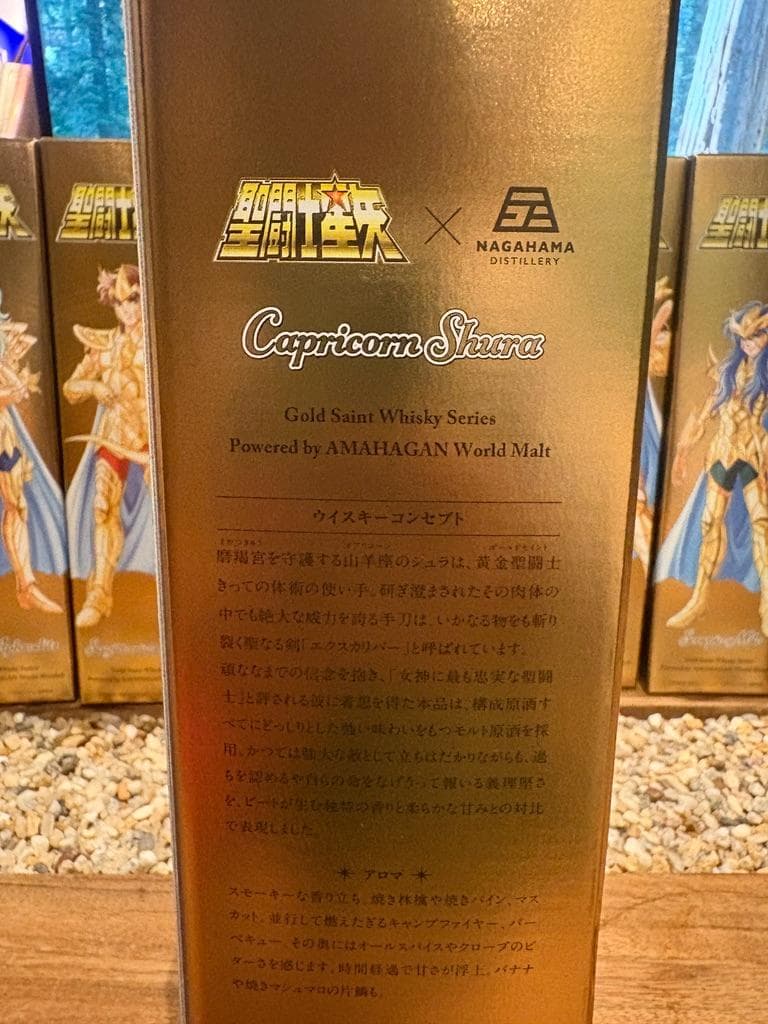 聖闘士星矢
×
NAGAHAMA
DISTILLERY
Capricorn Shura
Gold Saint Whisky Series
Powered by AMAHAGAN World Malt
ウイスキーコンセプト
磨羯宮を守護する山羊座のシュラは、黄金聖闘士
きっての体術の使い手。研ぎ澄まされたその肉体の
中でも絶大な威力を誇る手刀は、いかなる物をも斬り
裂く聖なる剣「エクスカリバー」と呼ばれています。
頑ななまでの信念を抱き、「女神に最も忠実な聖闘
士」と評される彼に着想を得た本品は、構成原酒す
べてにどっしりとした強い味わいをもつモルト原酒を採
用。かつては強大な敵として立ちはだかりながらも、過
ちを認めるや自らの命をなげうって報いる義理堅さ
を、ピートが生む独特の香りと柔らかな甘みとの対比
で表現しました。
アロマ
スモーキーな香り立ち。焼き林檎や焼きパイン、マス
カット。並行して燃えたぎるキャンプファイヤー、バー
ベキュー その奥にはオールスパイスやクローブのビ
ターさを感じます。時間経過で甘さが浮上。バナナ
や焼きマシュマロの片鱗も。